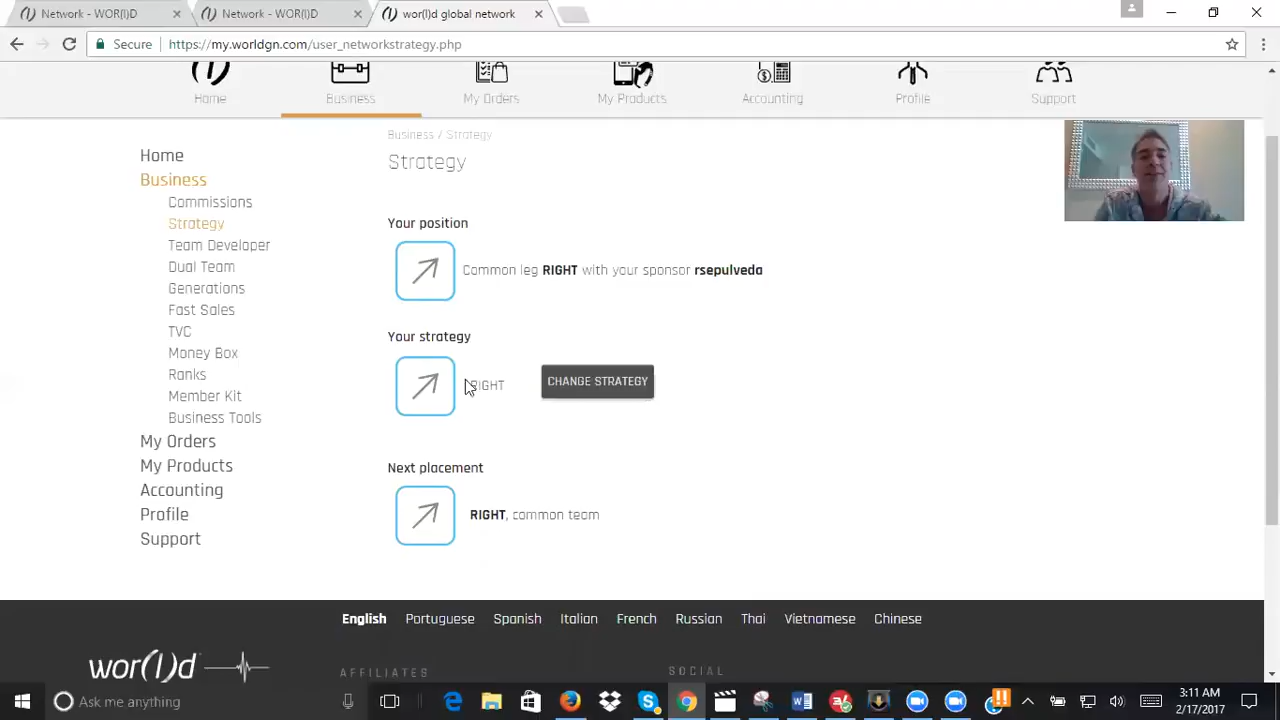 Network - WOR(l)D
Network - WOR(l)D
wor(l)d global network
Secure
https://my.worldgn.com/user_networkstrategy.php
Home
Business
My Orders
My Products
Accounting
Profile
Support
Business / Strategy
Strategy
Home
Business
Commissions
Strategy
Team Developer
Dual Team
Generations
Fast Sales
TVC
Money Box
Ranks
Member Kit
Business Tools
My Orders
My Products
Accounting
Profile
Support
Your position
Common leg RIGHT with your sponsor rsepulveda
Your strategy
RIGHT
CHANGE STRATEGY
Next placement
RIGHT, common team
English Portuguese Spanish Italian French Russian Thai Vietnamese Chinese
wor(l)d
AFFILIATES
SOCIAL
Ask me anything
3:11 AM
2/17/2017